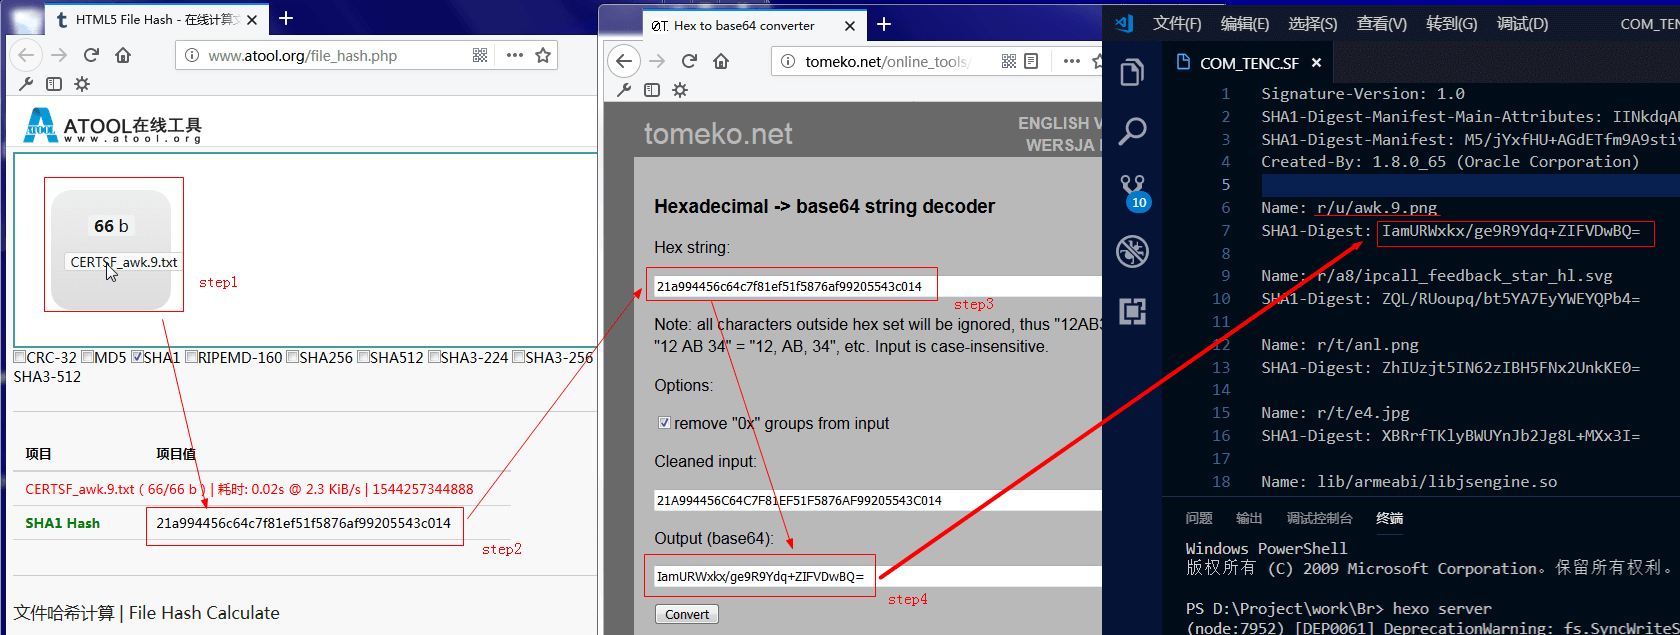 HTML5 File Hash - 在线计算文
www.atool.org/file_hash.php
ATOOL ATOOL在线工具
www.atool.org
66 b
CERTSF_awk.9.txt
step1
CRC-32 MD5 SHA1 RIPEMD-160 SHA256 SHA512 SHA3-224 SHA3-256
SHA3-512
项目 项目值
CERTSF_awk.9.txt ( 66/66 b ) | 耗时: 0.02s @ 2.3 KiB/s | 1544257344888
SHA1 Hash 21a994456c64c7f81ef51f5876af99205543c014
step2
文件哈希计算 | File Hash Calculate
Hex to base64 converter
tomeko.net/online_tools/
tomeko.net
ENGLISH V
WERSJA
Hexadecimal -> base64 string decoder
Hex string:
21a994456c64c7f81ef51f5876af99205543c014
step3
Note: all characters outside hex set will be ignored, thus "12AB3
"12 AB 34" = "12, AB, 34", etc. Input is case-insensitive.
Options:
remove "0x" groups from input
Cleaned input:
21A994456C64C7F81EF51F5876AF99205543C014
Output (base64):
IamURWxkx/ge9R9Ydq+ZIFVDwBQ=
step4
Convert
文件(F) 编辑(E) 选择(S) 查看(V) 转到(G) 调试(D) COM_TEN
COM_TENC.SF
10
1 Signature-Version: 1.0
2 SHA1-Digest-Manifest-Main-Attributes: IINkdqA
3 SHA1-Digest-Manifest: M5/jYxfHU+AGdETfm9A9sti
4 Created-By: 1.8.0_65 (Oracle Corporation)
5
6 Name: r/u/awk.9.png
7 SHA1-Digest: IamURWxkx/ge9R9Ydq+ZIFVDwBQ=
8
9 Name: r/a8/ipcall_feedback_star_hl.svg
10 SHA1-Digest: ZQL/RUoupq/bt5YA7EyYWEYQPb4=
11
12 Name: r/t/anl.png
13 SHA1-Digest: ZhIUzjt5IN62zIBH5FNx2UnkKE0=
14
15 Name: r/t/e4.jpg
16 SHA1-Digest: XBRrfTKlyBWUYnJb2Jg8L+MXx3I=
17
18 Name: lib/armeabi/libjsengine.so
问题 输出 调试控制台 终端
Windows PowerShell
版权所有 (C) 2009 Microsoft Corporation。保留所有权利。
PS D:\Project\work\Br> hexo server
(node:7952) [DEP0061] DeprecationWarning: fs.SyncWriteS